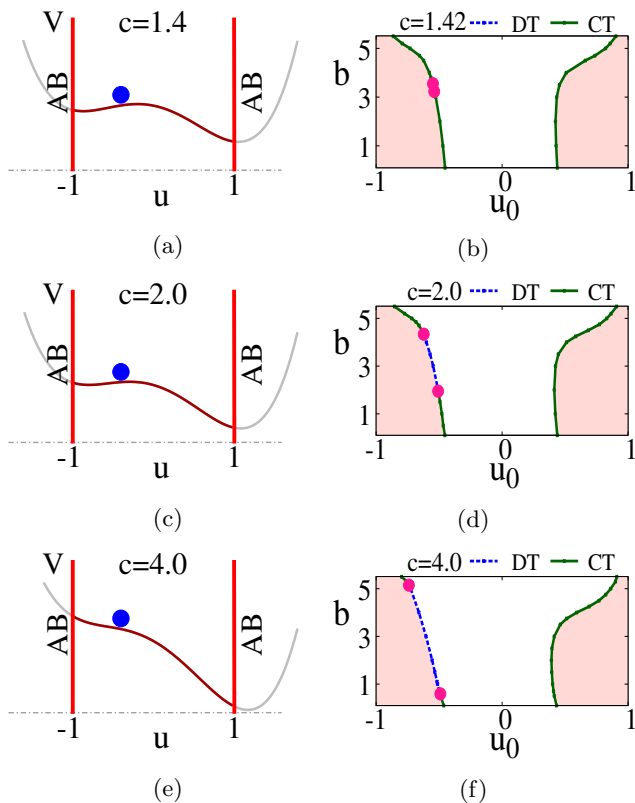 V c=1.4
AB AB
-1 1
u
(a)
c=1.42 DT CT
b
5
3
1
-1 0 1
u0
(b)
V c=2.0
AB AB
-1 1
u
(c)
c=2.0 DT CT
b
5
3
1
-1 0 1
u0
(d)
V c=4.0
AB AB
-1 1
u
(e)
c=4.0 DT CT
b
5
3
1
-1 0 1
u0
(f)